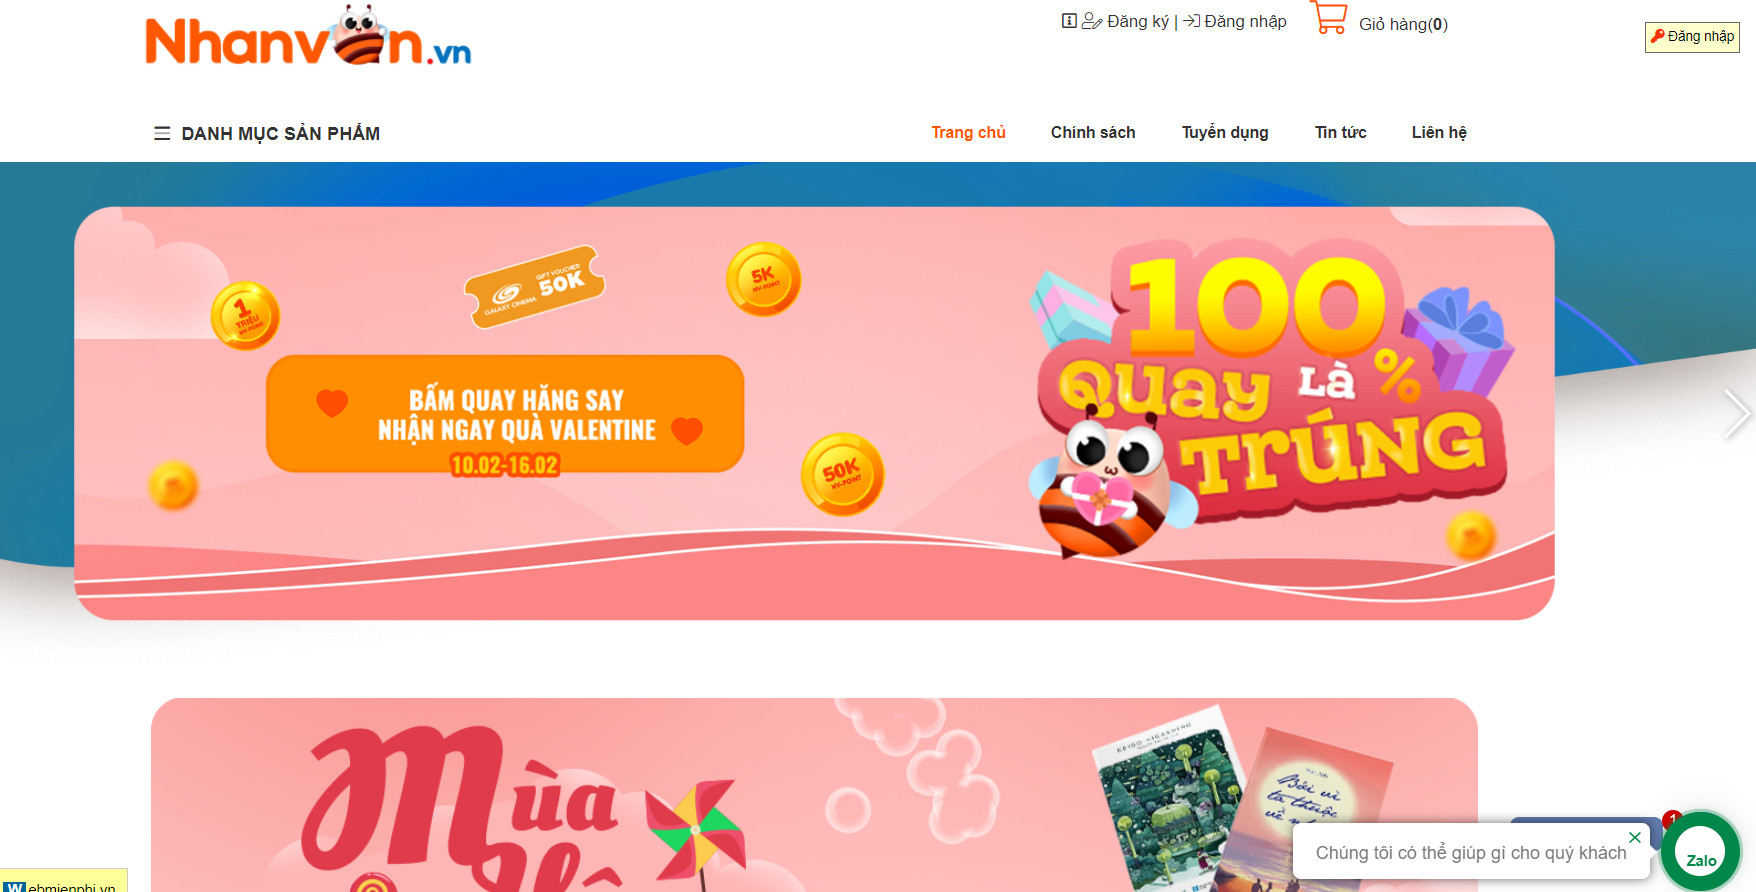 Nhanvăn.vn
Đăng ký | Đăng nhập
Giỏ hàng(0)
Đăng nhập
DANH MỤC SẢN PHẨM
Trang chủ
Chính sách
Tuyển dụng
Tin tức
Liên hệ
1
TRIỆU
NV-POINT
GIFT VOUCHER
50K
GALAXY CINEMA
5K
NV-POINT
100%
QUAY LÀ
TRÚNG
BẤM QUAY HĂNG SAY
NHẬN NGAY QUÀ VALENTINE
10.02-16.02
50K
NV-POINT
Mùa
KEIGO HIGASHINO
Bởi vì
ta thuộc
về
1
Chúng tôi có thể giúp gì cho quý khách
Zalo
Webmienphi.vn